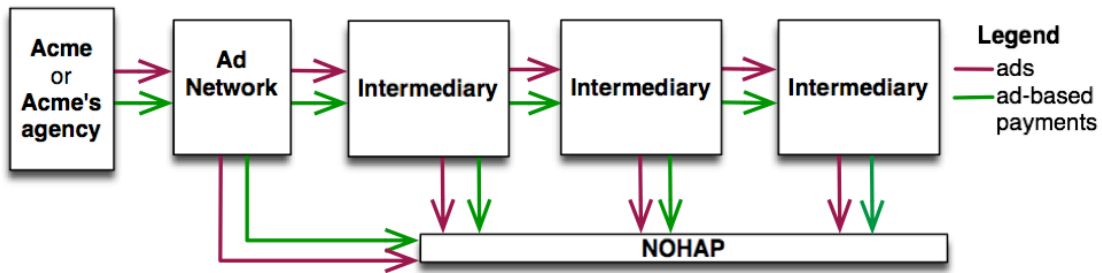 Acme
or
Acme's
agency
Ad
Network
Intermediary
Intermediary
Intermediary
NOHAP
Legend
ads
ad-based
payments